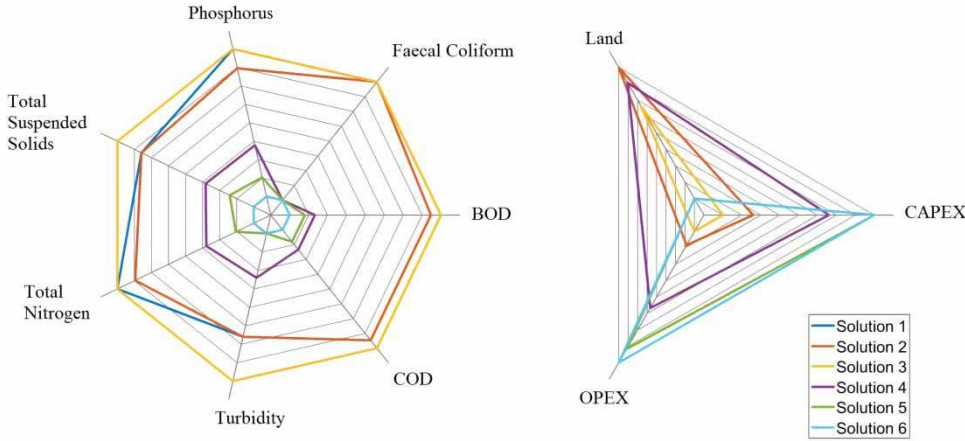 Phosphorus
Faecal Coliform
Total
Suspended
Solids
BOD
Total
Nitrogen
COD
Turbidity
Land
CAPEX
OPEX
Solution 1
Solution 2
Solution 3
Solution 4
Solution 5
Solution 6